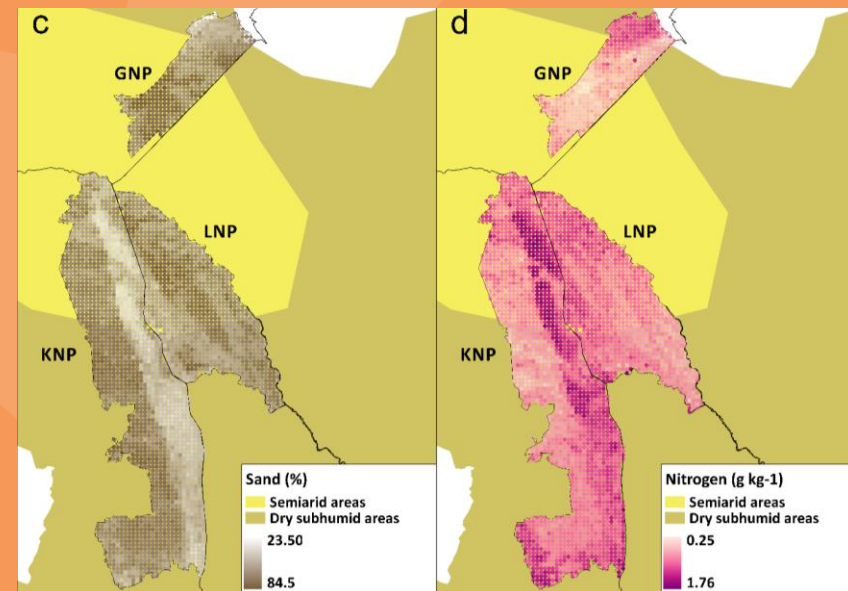 c
GNP
LNP
KNP
Sand (%)
Semiarid areas
Dry subhumid areas
23.50
84.5
d
GNP
LNP
KNP
Nitrogen (g kg-1)
Semiarid areas
Dry subhumid areas
0.25
1.76